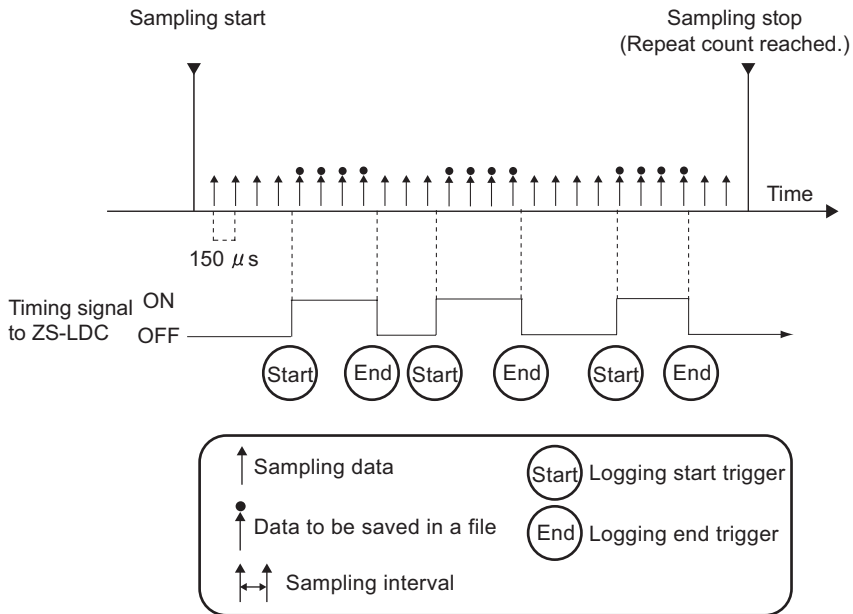 Sampling start
Sampling stop
(Repeat count reached.)
Time
150 μs
Timing signal
to ZS-LDC
ON
OFF
Start
End
Start
End
Start
End
Sampling data
Data to be saved in a file
Sampling interval
Start
Logging start trigger
End
Logging end trigger